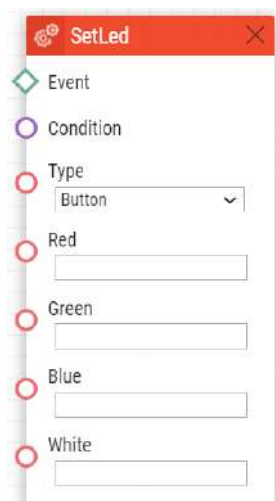 SetLed
Event
Condition
Type
Button
Red
Green
Blue
White